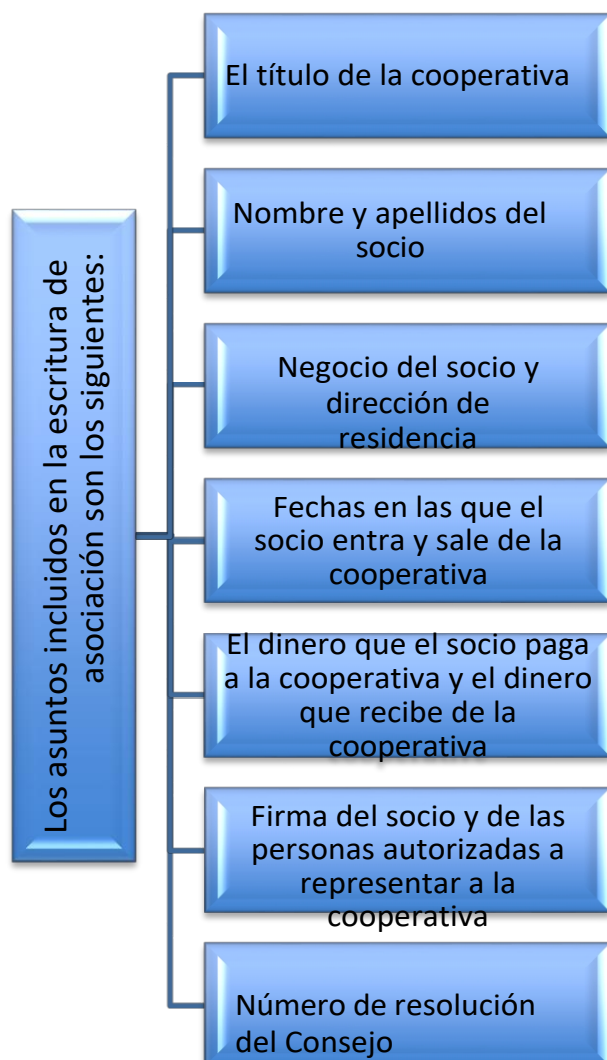 Los asuntos incluidos en la escritura de
asociación son los siguientes:
El título de la cooperativa
Nombre y apellidos del
socio
Negocio del socio y
dirección de
residencia
Fechas en las que el
socio entra y sale de la
cooperativa
El dinero que el socio paga
a la cooperativa y el dinero
que recibe de la
cooperativa
Firma del socio y de las
personas autorizadas a
representar a la
cooperativa
Número de resolución
del Consejo